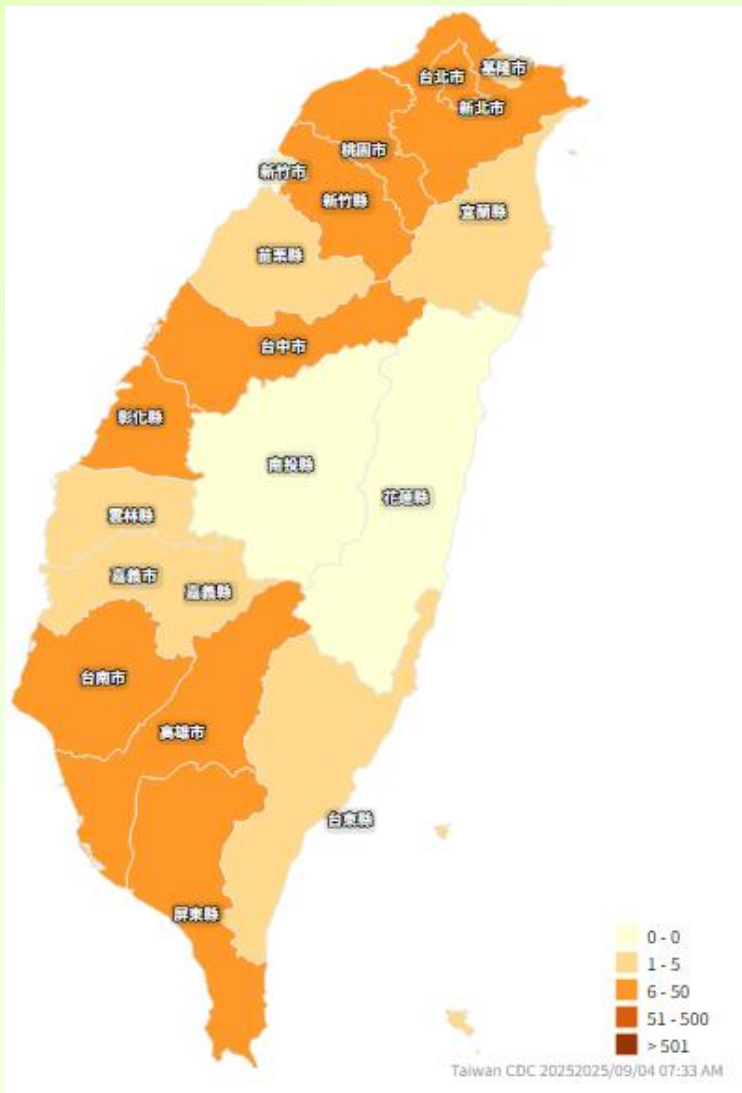 台北市
基隆市
新北市
桃園市
新竹市
新竹縣
宜蘭縣
苗栗縣
台中市
彰化縣
南投縣
花蓮縣
雲林縣
嘉義市
嘉義縣
台南市
高雄市
台東縣
屏東縣
0 - 0
1 - 5
6 - 50
51 - 500
> 501
Taiwan CDC 20252025/09/04 07:33 AM